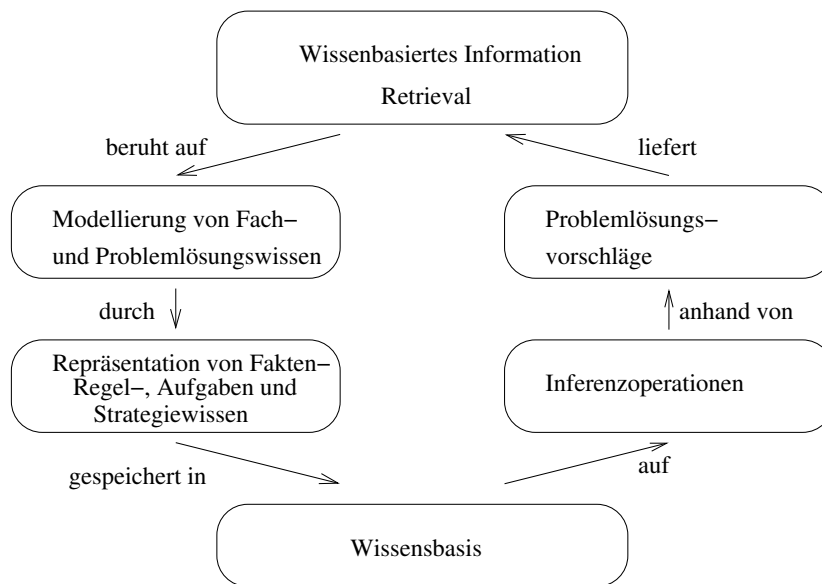 Wissenbasiertes Information
Retrieval
beruht auf
liefert
Modellierung von Fach−
und Problemlösungswissen
Problemlösungs−
vorschläge
durch
anhand von
Repräsentation von Fakten−
Regel−, Aufgaben und
Strategiewissen
Inferenzoperationen
gespeichert in
auf
Wissensbasis